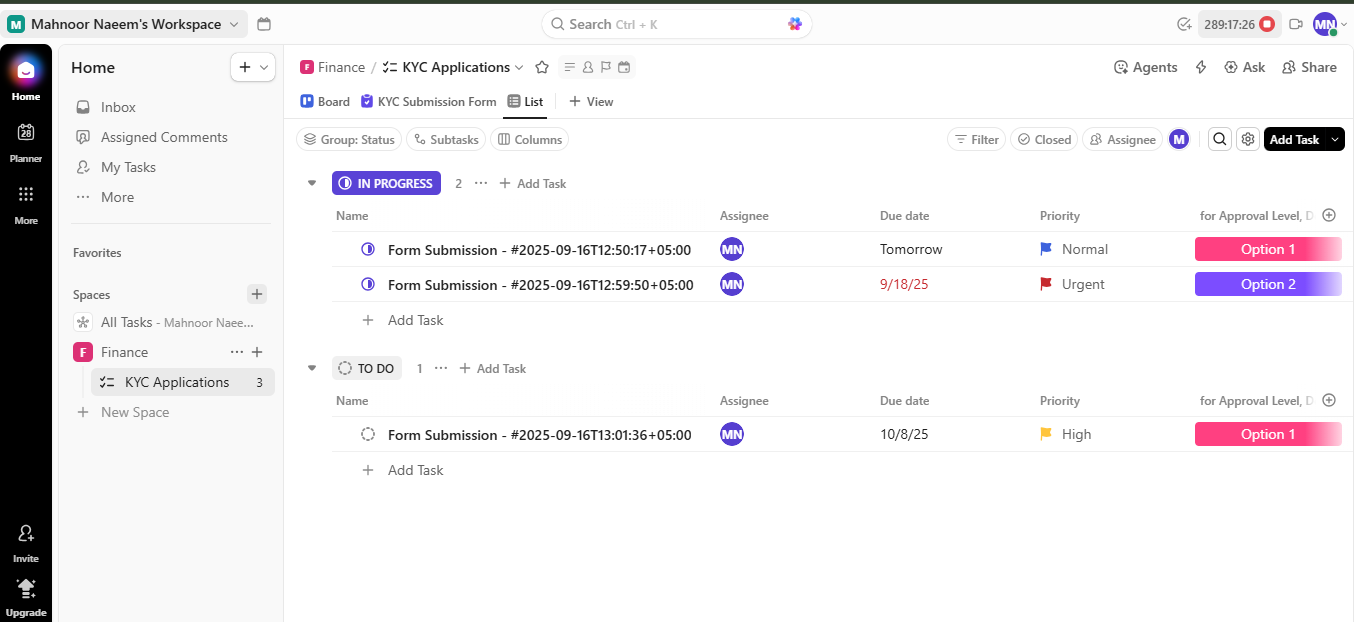 M Mahnoor Naeem's Workspace
Search Ctrl + K
289:17:26
MN
Home
28
Planner
More
Invite
Upgrade
Home
Inbox
Assigned Comments
My Tasks
More
Favorites
Spaces
All Tasks - Mahnoor Naee...
F Finance
KYC Applications 3
New Space
F Finance / KYC Applications
Agents Ask Share
Board KYC Submission Form List View
Group: Status Subtasks Columns
Filter Closed Assignee M Add Task
IN PROGRESS 2 ... Add Task
Name Assignee Due date Priority for Approval Level, D
Form Submission - #2025-09-16T12:50:17+05:00 MN Tomorrow Normal Option 1
Form Submission - #2025-09-16T12:59:50+05:00 MN 9/18/25 Urgent Option 2
Add Task
TO DO 1 ... Add Task
Name Assignee Due date Priority for Approval Level, D
Form Submission - #2025-09-16T13:01:36+05:00 MN 10/8/25 High Option 1
Add Task